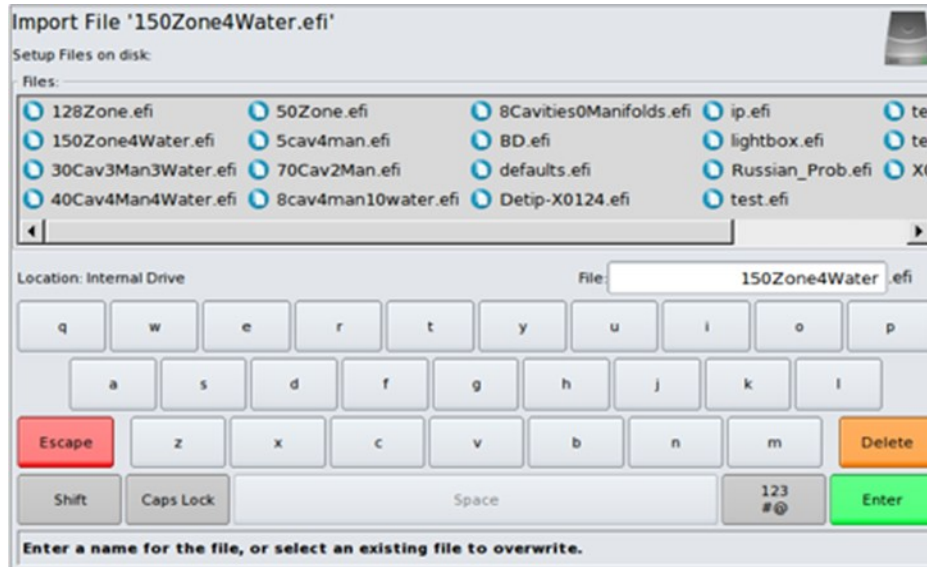 Import File '150Zone4Water.efi'
Setup Files on disk:
Files:
128Zone.efi 50Zone.efi 8Cavities0Manifolds.efi ip.efi te
150Zone4Water.efi 5cav4man.efi BD.efi lightbox.efi te
30Cav3Man3Water.efi 70Cav2Man.efi defaults.efi Russian_Prob.efi X0
40Cav4Man4Water.efi 8cav4man10water.efi Detip-X0124.efi test.efi
Location: Internal Drive File: 150Zone4Water .efi
q w e r t y u i o p
a s d f g h j k l
Escape z x c v b n m Delete
Shift Caps Lock Space 123 #@ Enter
Enter a name for the file, or select an existing file to overwrite.